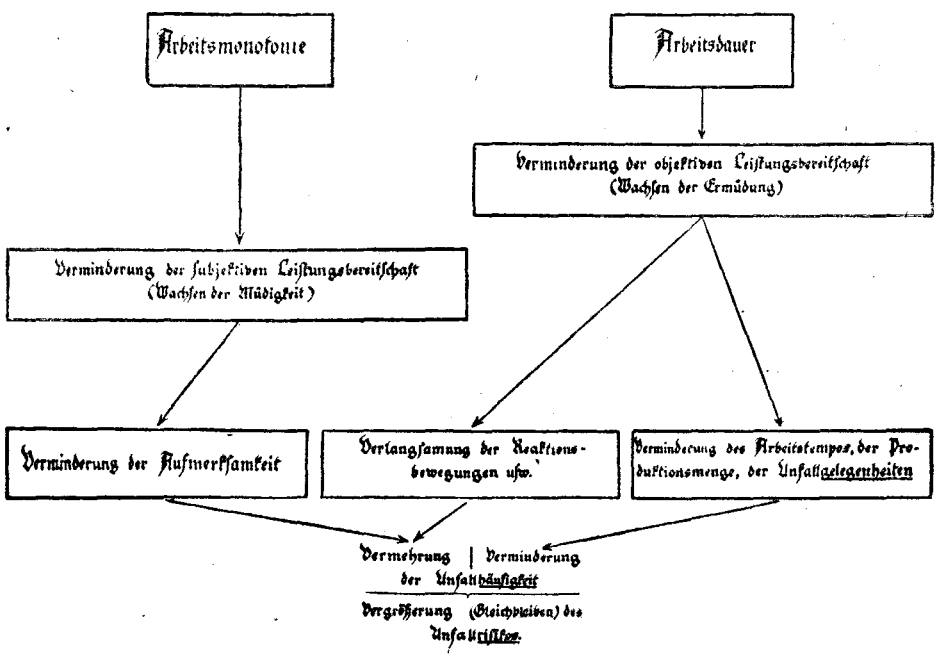 Arbeitsmonotonie
Arbeitsdauer
Verminderung der objektiven Leistungsbereitschaft
(Wachsen der Ermüdung)
Verminderung der subjektiven Leistungsbereitschaft
(Wachsen der Müdigkeit)
Verminderung der Aufmerksamkeit
Verlangsamung der Reaktions-
bewegungen usw.
Verminderung des Arbeitstempos, der Pro-
duktionsmenge, der Unfallgelegenheiten
Vermehrung | Verminderung
der Unfallhäufigkeit
Vergrößerung (Gleichbleiben) des
Unfallrisikos.